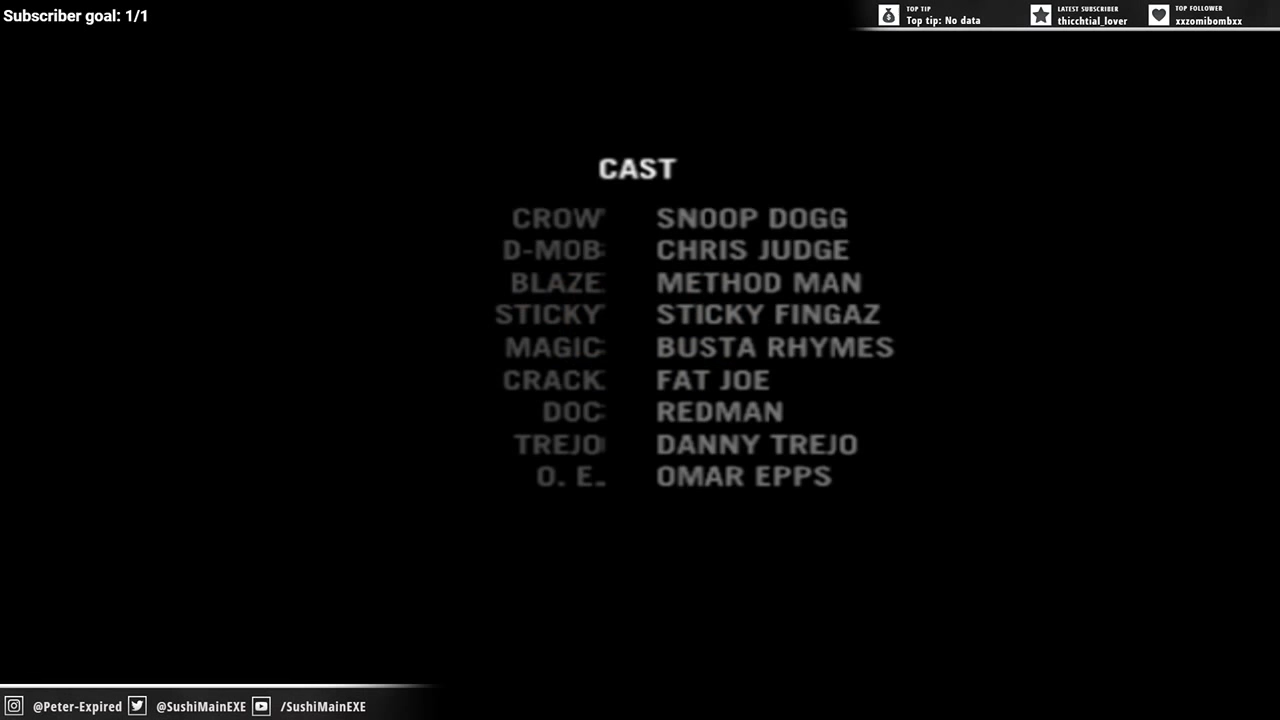 Subscriber goal: 1/1
TOP TIP
Top tip: No data
LATEST SUBSCRIBER
thicchtial_lover
TOP FOLLOWER
xxzomibombxx
CAST
CROW SNOOP DOGG
D-MOB CHRIS JUDGE
BLAZE METHOD MAN
STICKY STICKY FINGAZ
MAGIC BUSTA RHYMES
CRACK FAT JOE
DOC REDMAN
TREJO DANNY TREJO
O. E. OMAR EPPS
@Peter-Expired @SushiMainEXE /SushiMainEXE